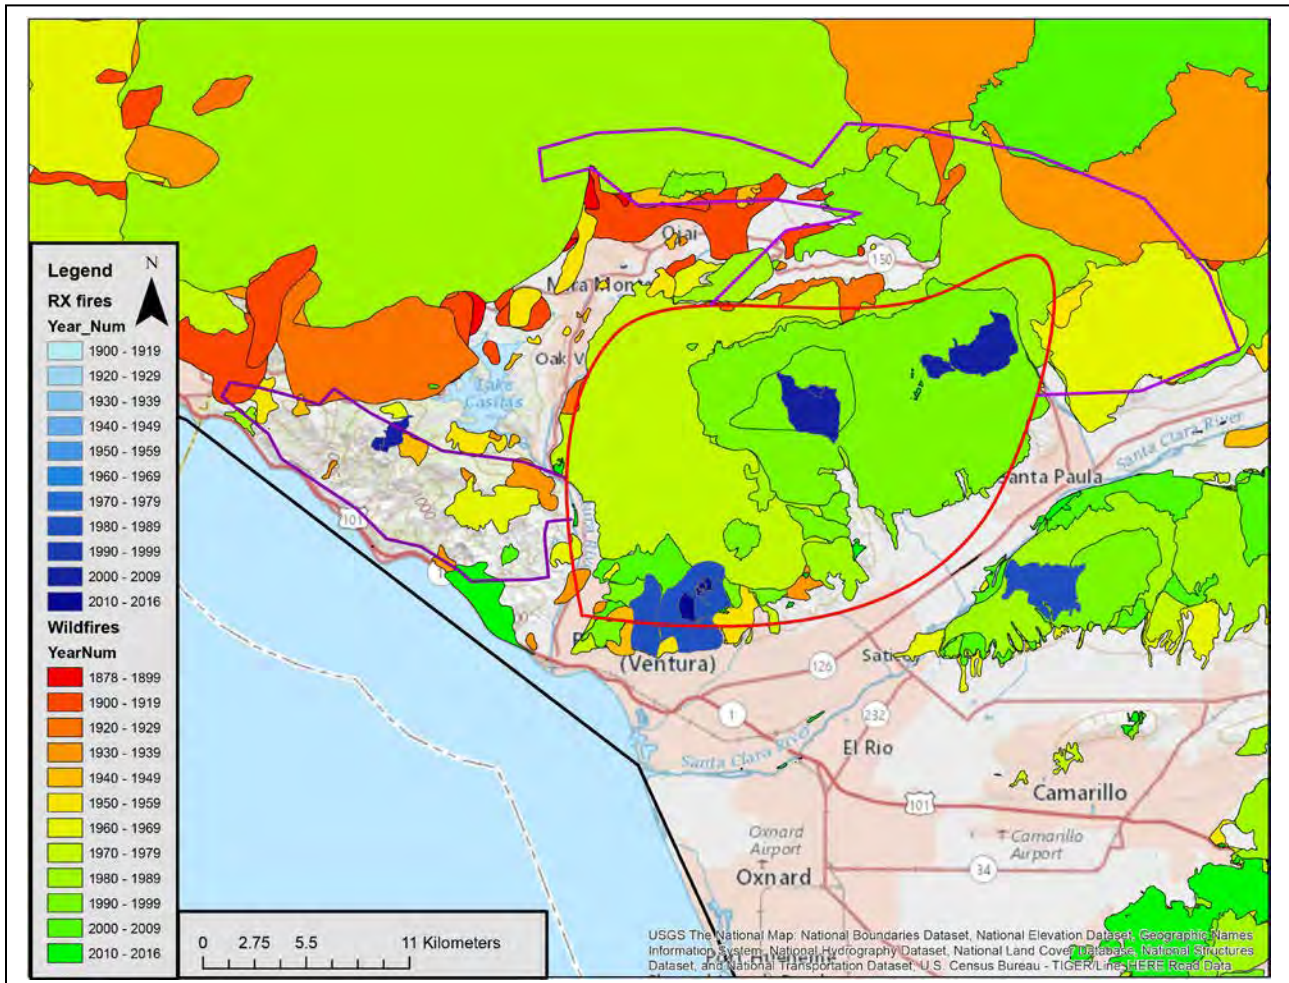 Legend
N
RX fires
Year_Num
1900 - 1919
1920 - 1929
1930 - 1939
1940 - 1949
1950 - 1959
1960 - 1969
1970 - 1979
1980 - 1989
1990 - 1999
2000 - 2009
2010 - 2016
Wildfires
YearNum
1878 - 1899
1900 - 1919
1920 - 1929
1930 - 1939
1940 - 1949
1950 - 1959
1960 - 1969
1970 - 1979
1980 - 1989
1990 - 1999
2000 - 2009
2010 - 2016
0 2.75 5.5 11 Kilometers
Ojai
150
Oak V
Lake
Casitas
1000
101
Santa Clara River
Santa Paula
(Ventura)
126
Saticoy
1
232
Santa Clara River
El Rio
Camarillo
101
Oxnard
Airport
Camarillo
Airport
34
Oxnard
USGS The National Map: National Boundaries Dataset, National Elevation Dataset, Geographic Names
Information System, National Hydrography Dataset, National Land Cover Database, National Structures
Dataset, and National Transportation Dataset, U.S. Census Bureau - TIGER/Line, HERE Road Data